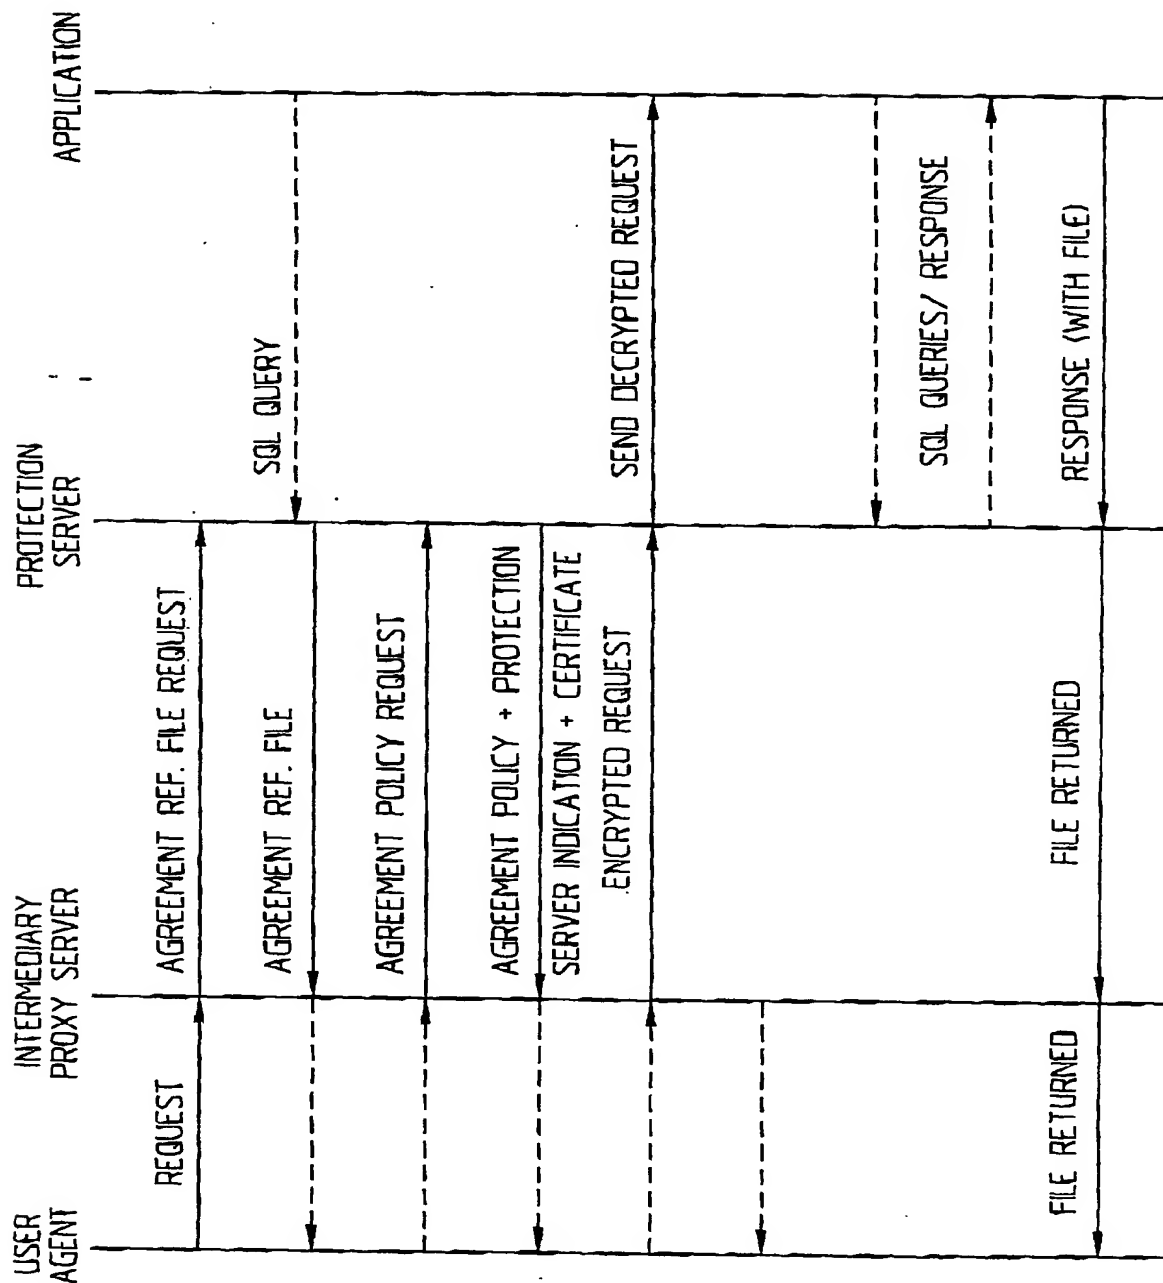 USER
AGENT
INTERMEDIARY
PROXY SERVER
PROTECTION
SERVER
APPLICATION
REQUEST
AGREEMENT REF. FILE REQUEST
SQL QUERY
AGREEMENT REF. FILE
AGREEMENT POLICY REQUEST
AGREEMENT POLICY + PROTECTION
SERVER INDICATION + CERTIFICATE
ENCRYPTED REQUEST
SEND DECRYPTED REQUEST
SQL QUERIES/ RESPONSE
RESPONSE (WITH FILE)
FILE RETURNED
FILE RETURNED